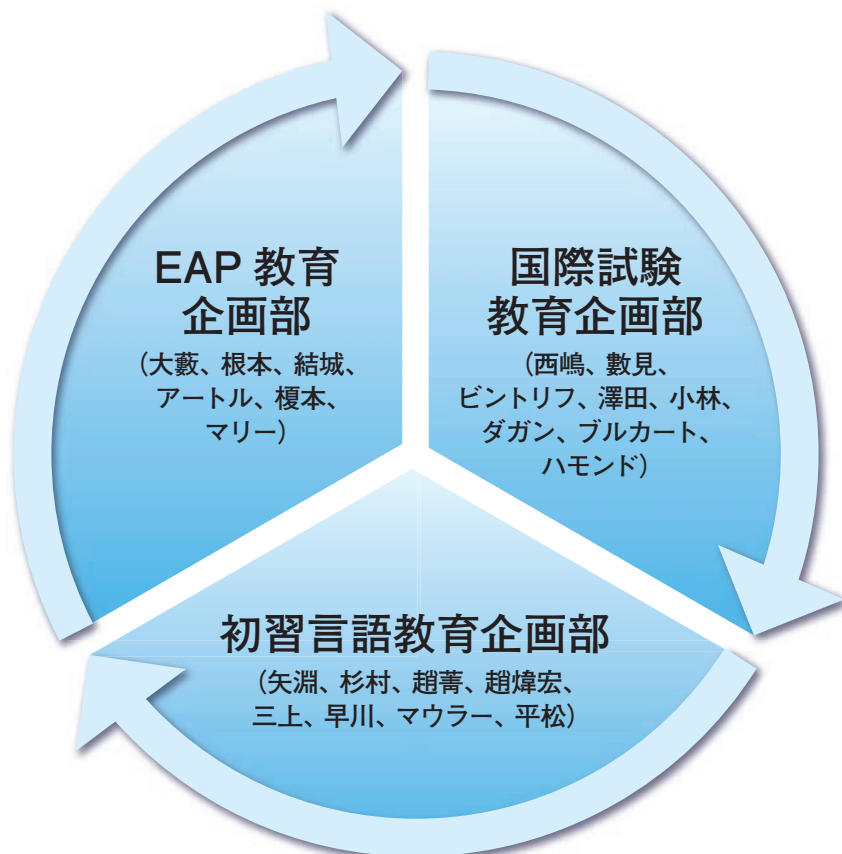 EAP 教育
企画部
（大藪、根本、結城、
アートル、榎本、
マリー）
国際試験
教育企画部
（西嶋、數見、
ビントリフ、澤田、小林、
ダガン、ブルカート、
ハモンド）
初習言語教育企画部
（矢淵、杉村、趙菁、趙煒宏、
三上、早川、マウラー、平松）